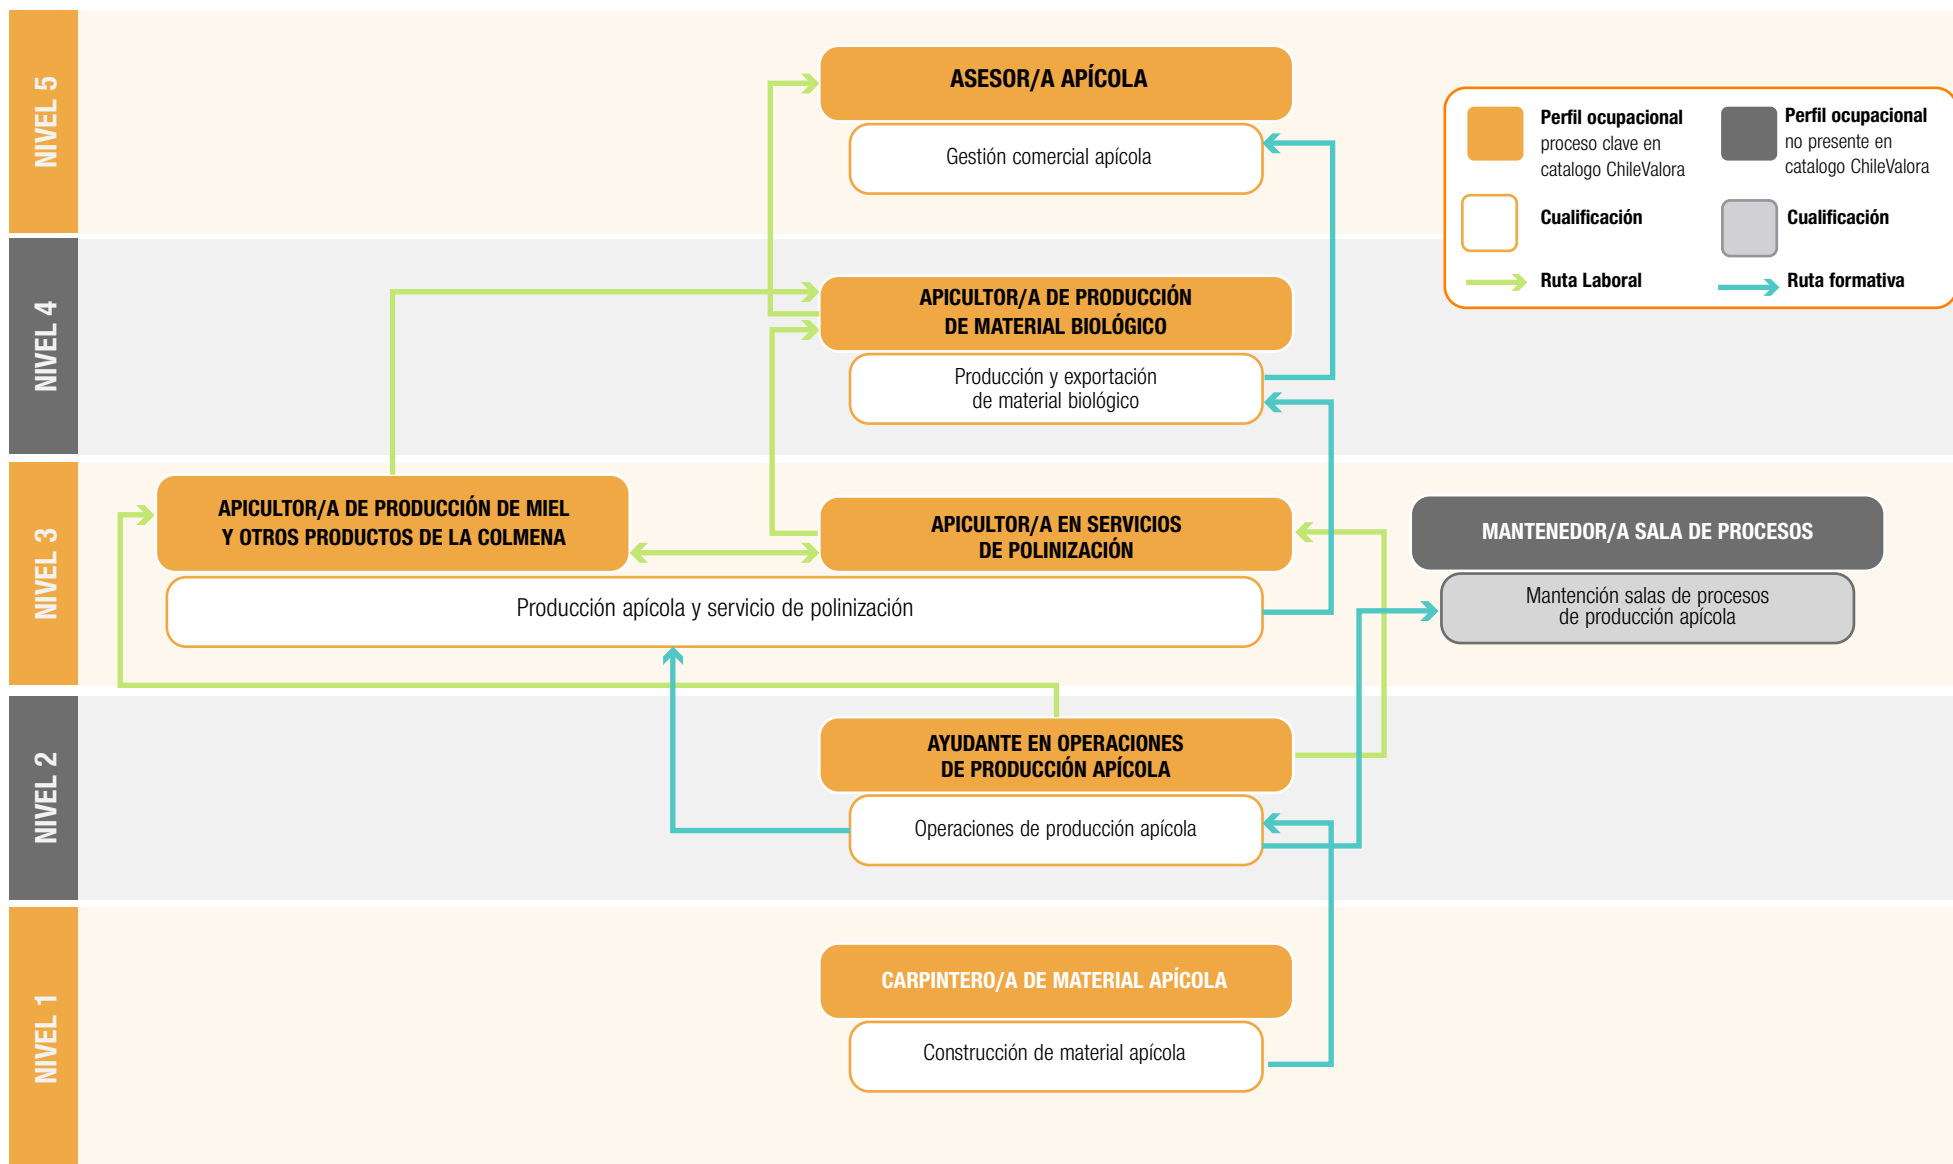 NIVEL 5
ASESOR/A APÍCOLA
Gestión comercial apícola
Perfil ocupacional
proceso clave en
catalogo ChileValora
Perfil ocupacional
no presente en
catalogo ChileValora
Cualificación
Cualificación
Ruta Laboral
Ruta formativa
NIVEL 4
APICULTOR/A DE PRODUCCIÓN
DE MATERIAL BIOLÓGICO
Producción y exportación
de material biológico
NIVEL 3
APICULTOR/A DE PRODUCCIÓN DE MIEL
Y OTROS PRODUCTOS DE LA COLMENA
APICULTOR/A EN SERVICIOS
DE POLINIZACIÓN
Producción apícola y servicio de polinización
MANTENEDOR/A SALA DE PROCESOS
Mantención salas de procesos
de producción apícola
NIVEL 2
AYUDANTE EN OPERACIONES
DE PRODUCCIÓN APÍCOLA
Operaciones de producción apícola
NIVEL 1
CARPINTERO/A DE MATERIAL APÍCOLA
Construcción de material apícola